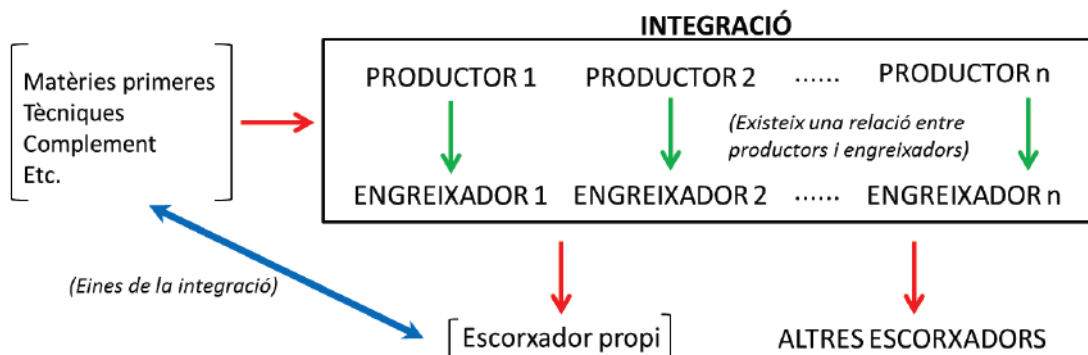 INTEGRACIÓ
Matèries primeres
Tècniques
Complement
Etc.
PRODUCTOR 1 PRODUCTOR 2 ...... PRODUCTOR n
(Existeix una relació entre
productors i engreixadors)
ENGREIXADOR 1 ENGREIXADOR 2 ...... ENGREIXADOR n
(Eines de la integració)
[Escorxador propi] ALTRES ESCORXADORS